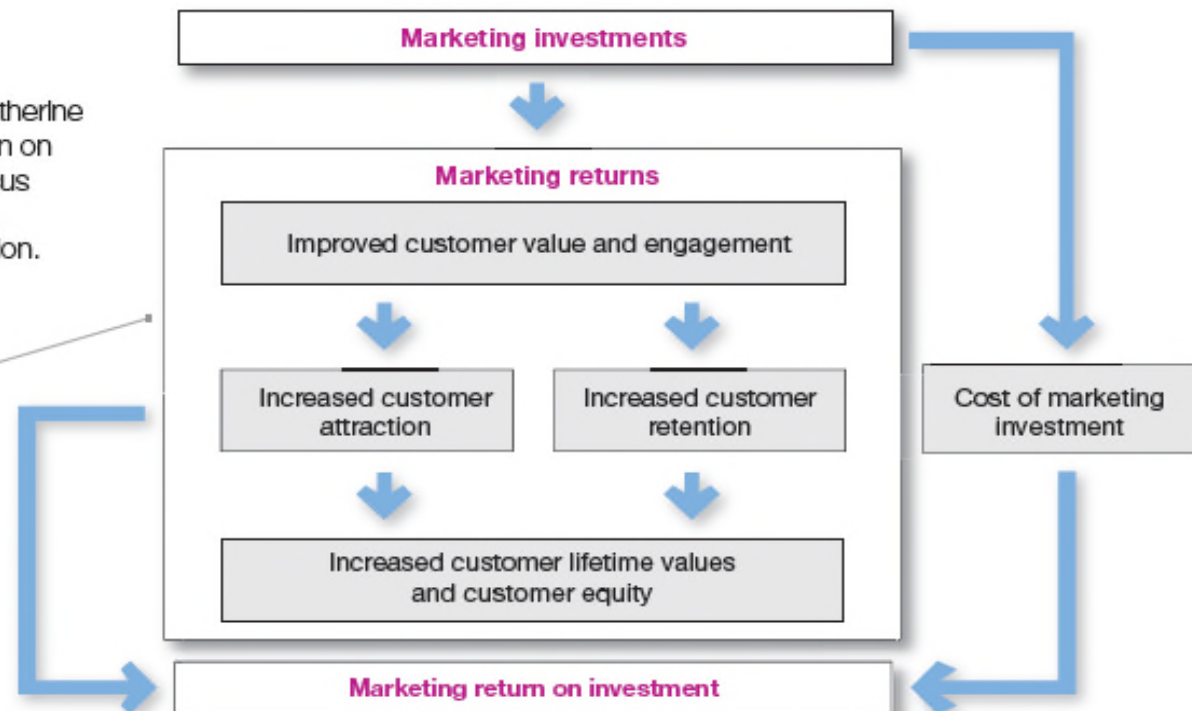 Marketing investments
therine
n on
us
on.
Marketing returns
Improved customer value and engagement
Increased customer
attraction
Increased customer
retention
Cost of marketing
investment
Increased customer lifetime values
and customer equity
Marketing return on investment